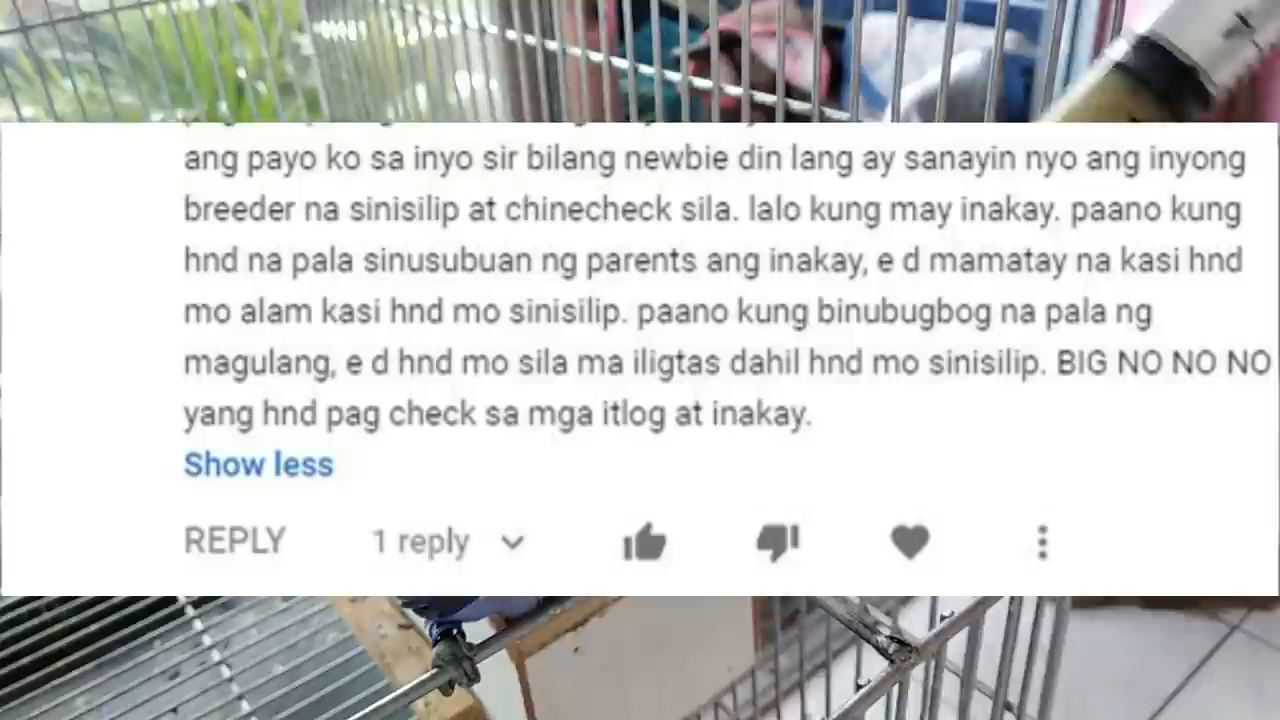 ang payo ko sa inyo sir bilang newbie din lang ay sanayin nyo ang inyong
breeder na sinisilip at chinecheck sila. lalo kung may inakay. paano kung
hnd na pala sinusubuan ng parents ang inakay, e d mamatay na kasi hnd
mo alam kasi hnd mo sinisilip. paano kung binubugbog na pala ng
magulang, e d hnd mo sila ma iligtas dahil hnd mo sinisilip. BIG NO NO NO
yang hnd pag check sa mga itlog at inakay.
Show less
REPLY 1 reply